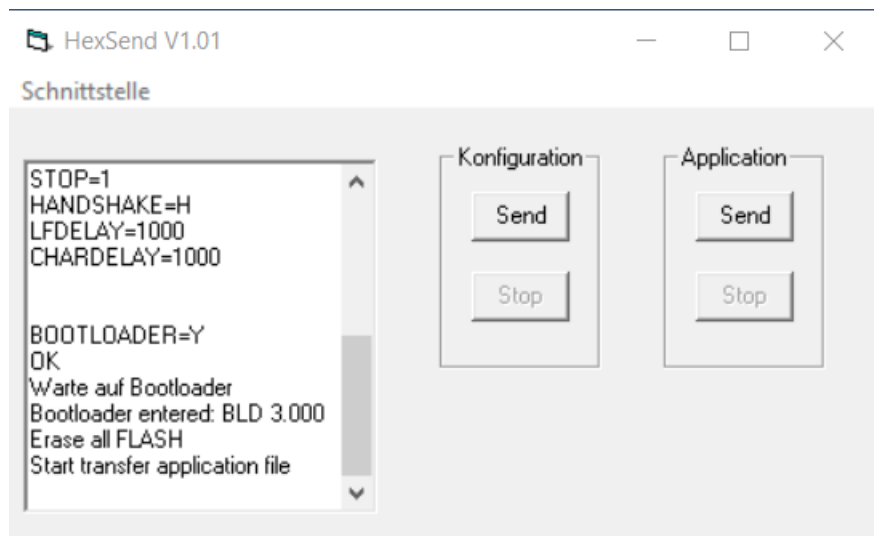 HexSend V1.01
Schnittstelle
STOP=1
HANDSHAKE=H
LFDELAY=1000
CHARDELAY=1000
BOOTLOADER=Y
OK
Warte auf Bootloader
Bootloader entered: BLD 3.000
Erase all FLASH
Start transfer application file
Konfiguration
Send
Stop
Application
Send
Stop